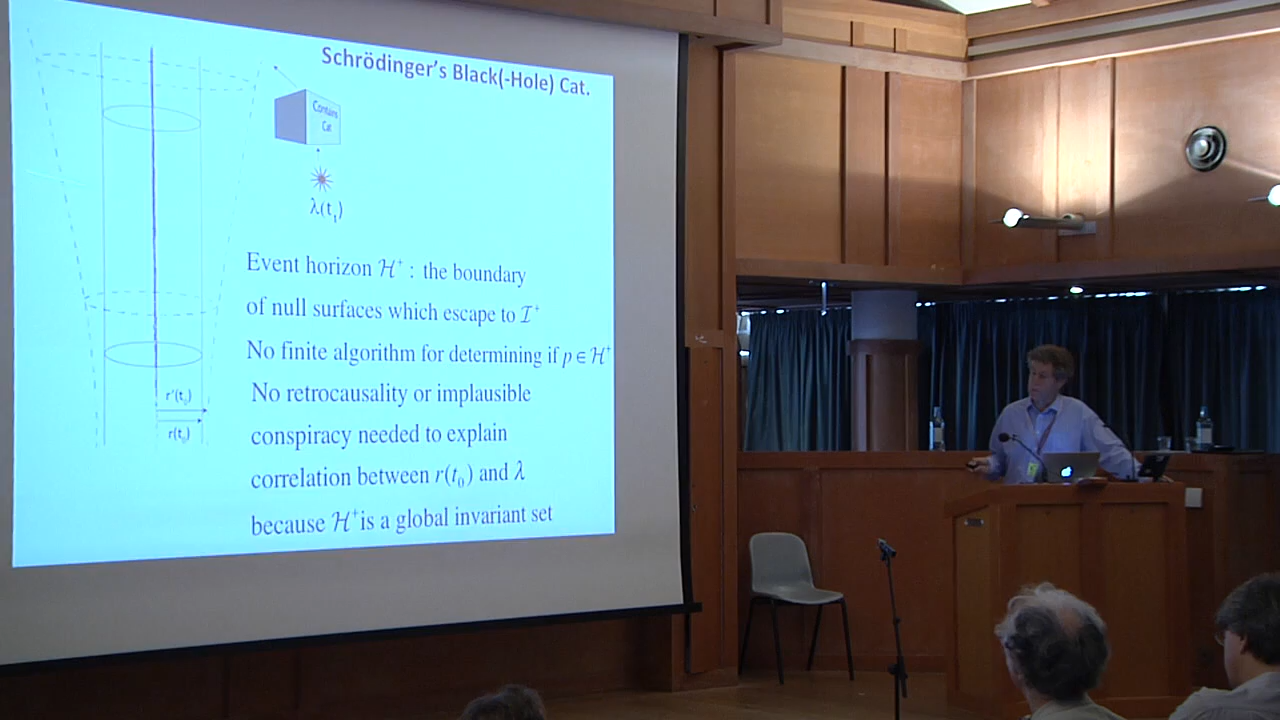 Schrödinger's Black(-Hole) Cat.
Contains
Cat
λ(t₁)
Event horizon ℋ⁺ : the boundary
of null surfaces which escape to ℐ⁺
No finite algorithm for determining if p ∈ ℋ⁺
No retrocausality or implausible
conspiracy needed to explain
correlation between r(t₀) and λ
because ℋ⁺ is a global invariant set
r'(t₀)
r(t₀)